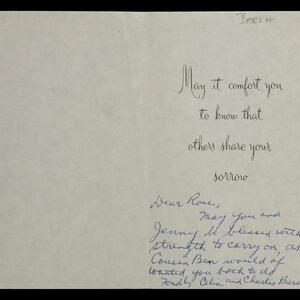 BARSH
May it comfort you
to know that
others share your
sorrow
Dear Rose,
May you and
Jenny be blessed with
strength to carry on as
Cousin Ben would of
wanted you both to do
Fondly Celia and Charles Bars